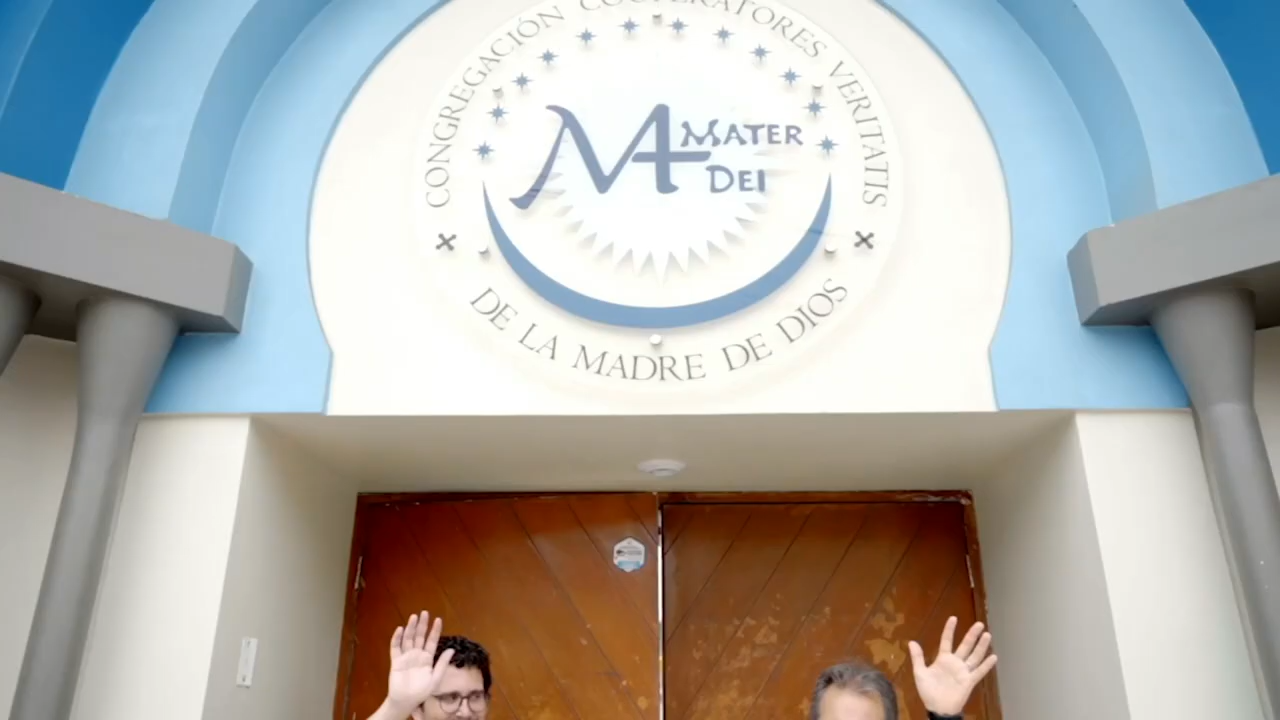 CONGREGACIÓN COOPERATORES VERITATIS
MATER
DEI
DE LA MADRE DE DIOS